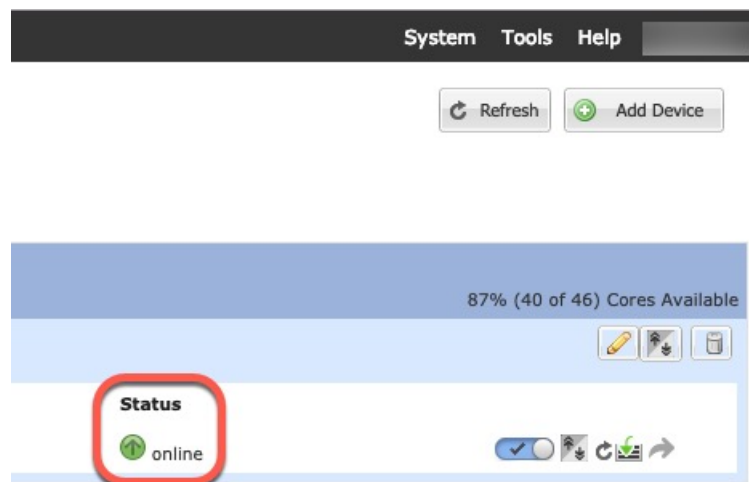 System Tools Help
Refresh Add Device
87% (40 of 46) Cores Available
Status
online